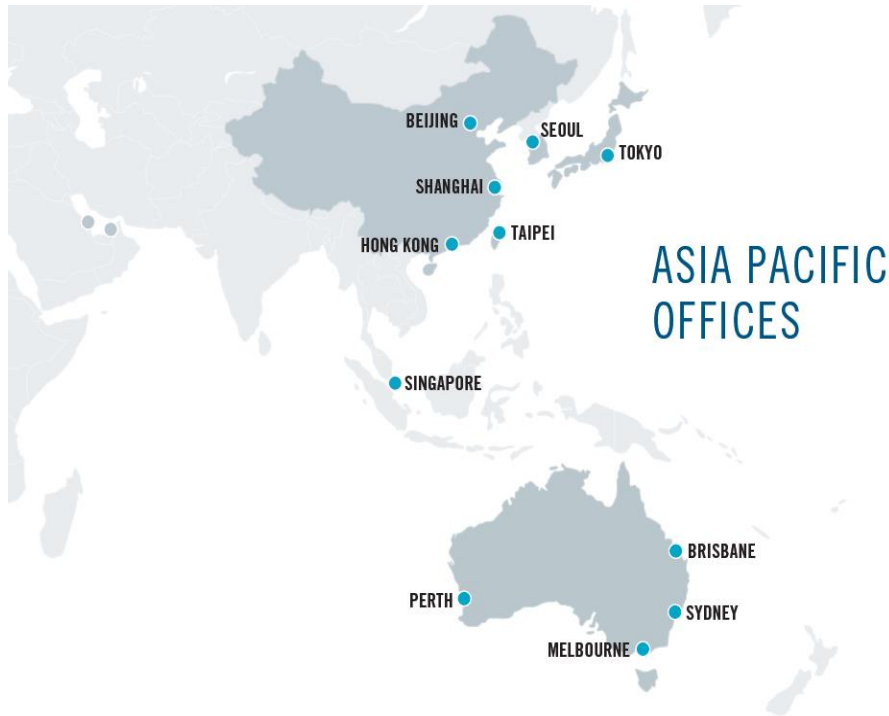 BEIJING
SEOUL
TOKYO
SHANGHAI
TAIPEI
HONG KONG
ASIA PACIFIC
OFFICES
SINGAPORE
BRISBANE
PERTH
SYDNEY
MELBOURNE